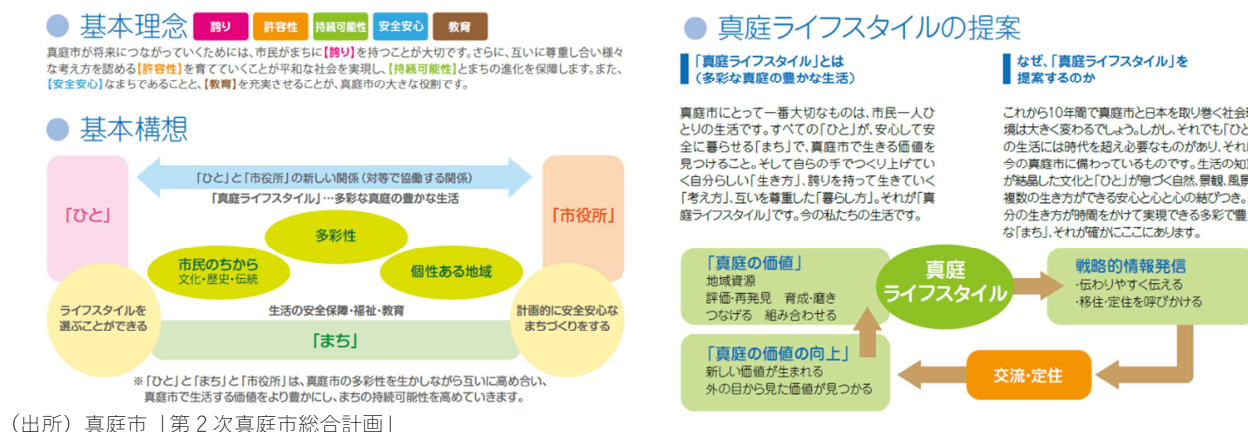 基本理念 誇り 許容性 持続可能性 安全安心 教育
真庭市が将来につながっていくためには、市民がまちに【誇り】を持つことが大切です。さらに、互いに尊重し合い様々
な考え方を認める【許容性】を育てていくことが平和な社会を実現し、【持続可能性】とまちの進化を保障します。また、
【安全安心】なまちであることと、【教育】を充実させることが、真庭市の大きな役割です。
基本構想
「ひと」と「市役所」の新しい関係(対等で協働する関係)
「真庭ライフスタイル」…多彩な真庭の豊かな生活
「ひと」
「市役所」
多彩性
市民のちから
文化・歴史・伝統
個性ある地域
ライフスタイルを
選ぶことができる
生活の安全保障・福祉・教育
計画的に安全安心な
まちづくりをする
「まち」
※「ひと」と「まち」と「市役所」は、真庭市の多彩性を生かしながら互いに高め合い、
真庭市で生活する価値をより豊かにし、まちの持続可能性を高めていきます。
(出所)真庭市「第2次真庭市総合計画」
真庭ライフスタイルの提案
「真庭ライフスタイル」とは
(多彩な真庭の豊かな生活)
真庭市にとって一番大切なものは、市民一人ひ
とりの生活です。すべての「ひと」が、安心して安
全に暮らせる「まち」で、真庭市で生きる価値を
見つけること。そして自らの手でつくり上げてい
く自分らしい「生き方」、誇りを持って生きていく
「考え方」、互いを尊重した「暮らし方」。それが「真
庭ライフスタイル」です。今の私たちの生活です。
なぜ、「真庭ライフスタイル」を
提案するのか
これから10年間で真庭市と日本を取り巻く社会
境は大きく変わるでしょう。しかし、それでも「ひと
の生活には時代を超え必要なものがあり、それ
今の真庭市に備わっているものです。生活の知
が結晶した文化と「ひと」が息づく自然、景観、風
複数の生き方ができる安心と心と心の結びつき。
分の生き方が時間をかけて実現できる多彩で豊
な「まち」、それが確かにここにあります。
「真庭の価値」
地域資源
評価・再発見 育成・磨き
つなげる 組み合わせる
真庭
ライフスタイル
戦略的情報発信
・伝わりやすく伝える
・移住・定住を呼びかける
「真庭の価値の向上」
新しい価値が生まれる
外の目から見た価値が見つかる
交流・定住